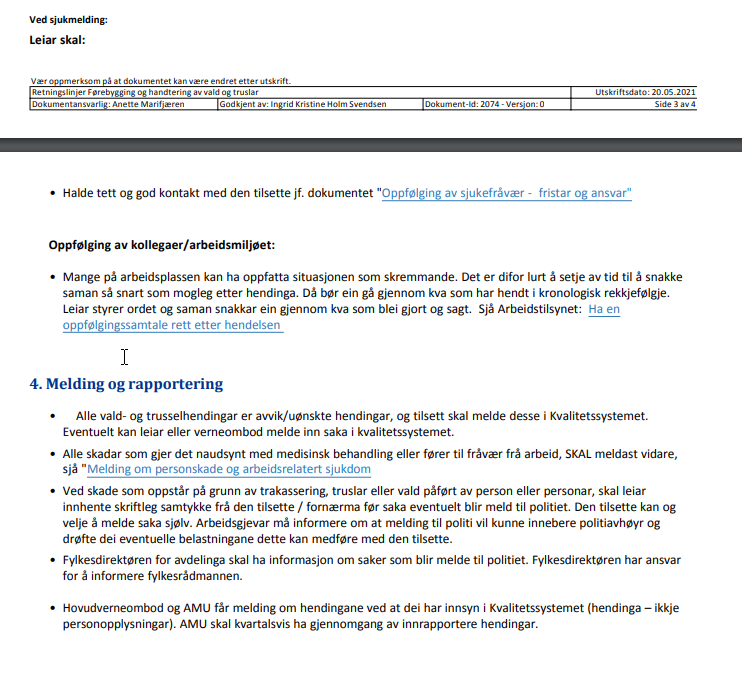 Ved sjukmelding:
Leiar skal:
Vær oppmerksom på at dokumentet kan være endret etter utskrift.
Retningslinjer Førebygging og handtering av vald og truslar Utskriftsdato: 20.05.2021
Dokumentansvarlig: Anette Marifjæren Godkjent av: Ingrid Kristine Holm Svendsen Dokument-Id: 2074 - Versjon: 0 Side 3 av 4
• Halde tett og god kontakt med den tilsette jf. dokumentet "Oppfølging av sjukefråvær - fristar og ansvar"
Oppfølging av kollegaer/arbeidsmiljøet:
• Mange på arbeidsplassen kan ha oppfatta situasjonen som skremmande. Det er difor lurt å setje av tid til å snakke
saman så snart som mogleg etter hendinga. Då bør ein gå gjennom kva som har hendt i kronologisk rekkjefølgje.
Leiar styrer ordet og saman snakkar ein gjennom kva som blei gjort og sagt. Sjå Arbeidstilsynet: Ha en
oppfølgingssamtale rett etter hendelsen
4. Melding og rapportering
• Alle vald- og trusselhendingar er avvik/uønskte hendingar, og tilsett skal melde desse i Kvalitetssystemet.
Eventuelt kan leiar eller verneombod melde inn saka i kvalitetssystemet.
• Alle skadar som gjer det naudsynt med medisinsk behandling eller fører til fråvær frå arbeid, SKAL meldast vidare,
sjå "Melding om personskade og arbeidsrelatert sjukdom
• Ved skade som oppstår på grunn av trakassering, truslar eller vald påført av person eller personar, skal leiar
innhente skriftleg samtykke frå den tilsette / fornærma før saka eventuelt blir meld til politiet. Den tilsette kan og
velje å melde saka sjølv. Arbeidsgjevar må informere om at melding til politi vil kunne innebere politiavhøyr og
drøfte dei eventuelle belastningane dette kan medføre med den tilsette.
• Fylkesdirektøren for avdelinga skal ha informasjon om saker som blir melde til politiet. Fylkesdirektøren har ansvar
for å informere fylkesrådmannen.
• Hovudverneombod og AMU får melding om hendingane ved at dei har innsyn i Kvalitetssystemet (hendinga – ikkje
personopplysningar). AMU skal kvartalsvis ha gjennomgang av innrapportere hendingar.